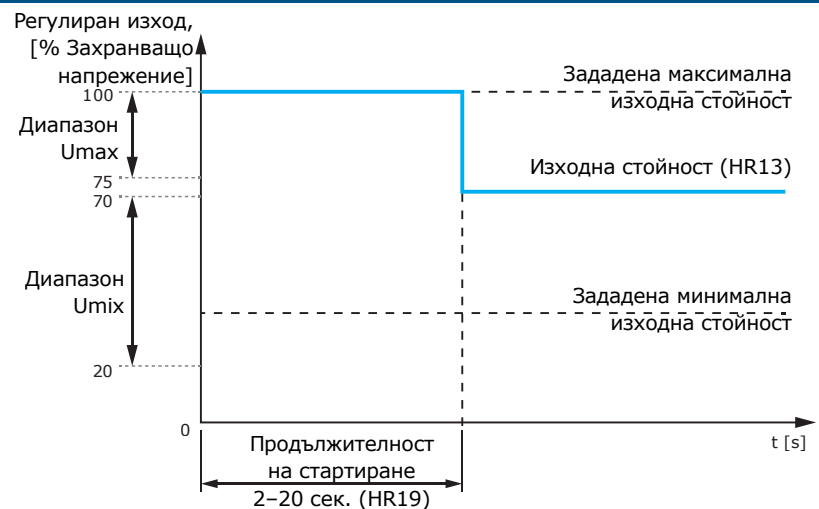 Регулиран изход,
[% Захранващо
напрежение]
100
Зададена максимална
изходна стойност
Диапазон
Umax
75
70
Изходна стойност (HR13)
Диапазон
Umix
Зададена минимална
изходна стойност
20
0
t [s]
Продължителност
на стартиране
2–20 сек. (HR19)